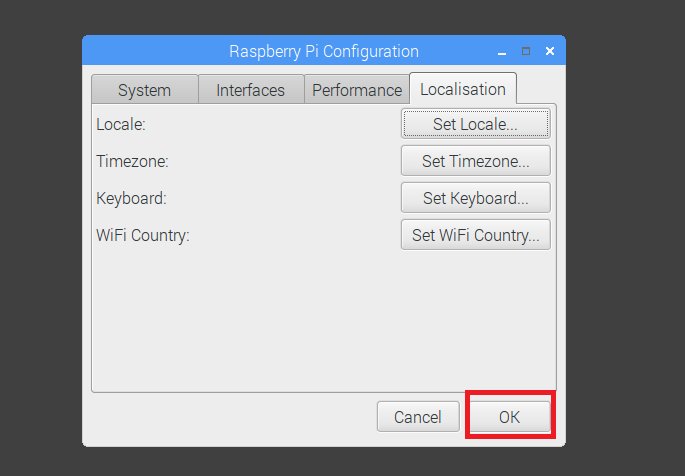 Raspberry Pi Configuration
System Interfaces Performance Localisation
Locale: Set Locale...
Timezone: Set Timezone...
Keyboard: Set Keyboard...
WiFi Country: Set WiFi Country...
Cancel OK